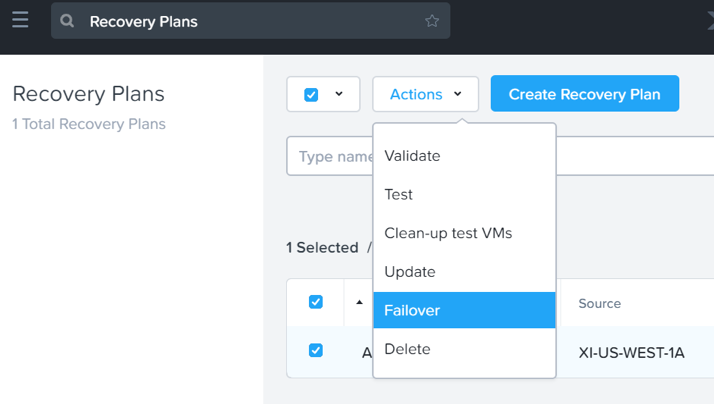 Recovery Plans
Recovery Plans
1 Total Recovery Plans
Actions
Create Recovery Plan
Type name
Validate
Test
Clean-up test VMs
Update
Failover
Delete
1 Selected /
Source
A
XI-US-WEST-1A